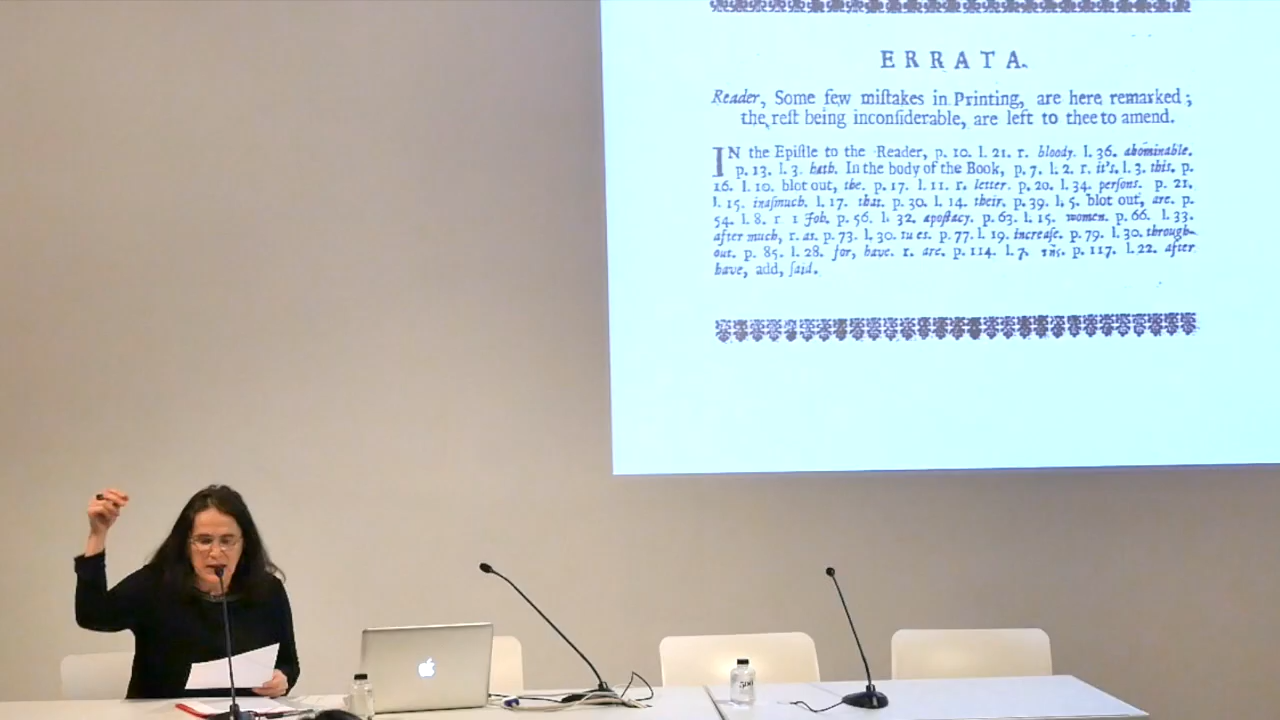 ERRATA.
Reader, Some few miſtakes in Printing, are here remarked;
the reſt being inconſiderable, are left to thee to amend.
IN the Epiſtle to the Reader, p. 10. l. 21. r. bloody. l. 36. abominable.
p. 13. l. 3. hath. In the body of the Book, p. 7. l. 2. r. it's. l. 3. this. p.
16. l. 10. blot out, the. p. 17. l. 11. r. letter. p. 20. l. 34. perſons. p. 21.
l. 15. inaſmuch. l. 17. that. p. 30. l. 14. their. p. 39. l. 5. blot out, are. p.
54. l. 8. r 1 Job. p. 56. l. 32. apoſtacy. p. 63. l. 15. women. p. 66. l. 33.
after much, r. as. p. 73. l. 30. p. 77. l. 19. increaſe. p. 79. l. 30. through-
out. p. 85. l. 28. for, have. r. are. p. 114. l. 7. p. 117. l. 22. after
have, add, ſaid.